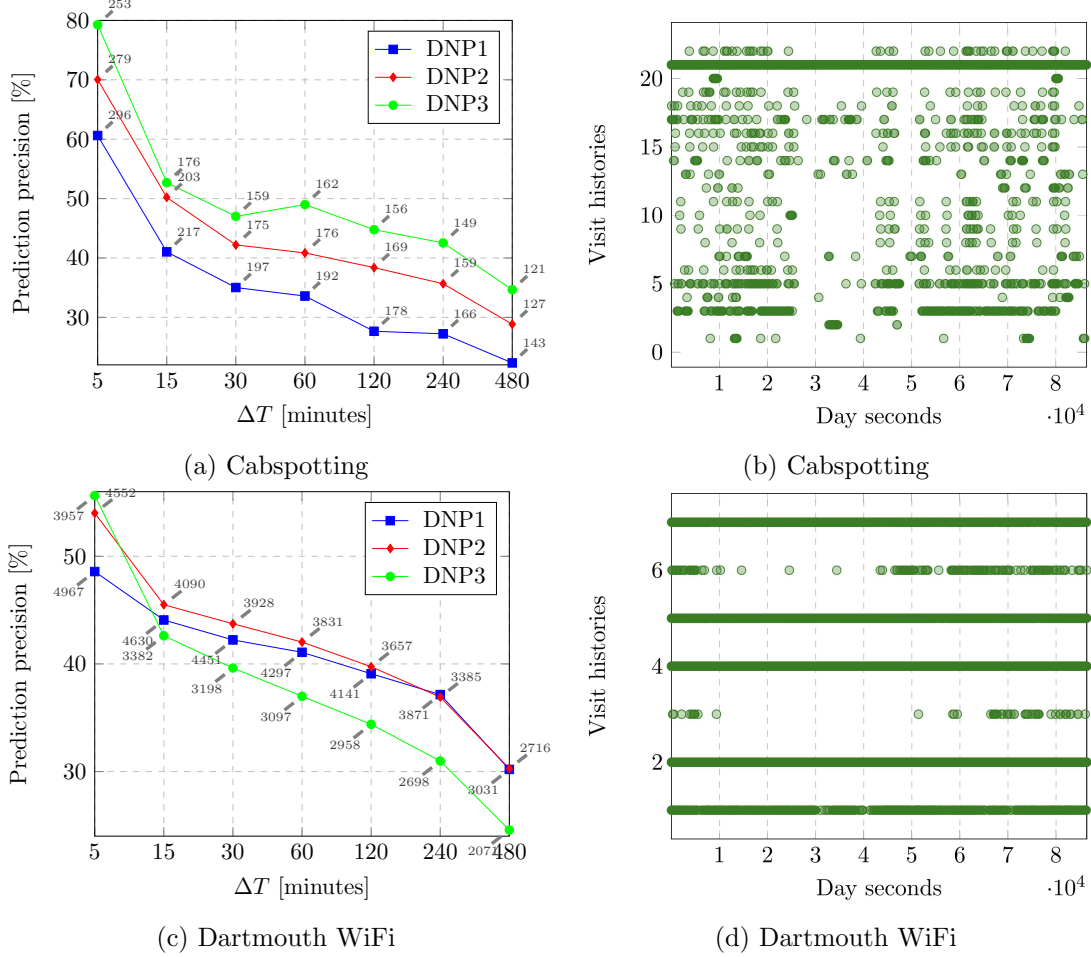 253
279
296
176
203
217
159
175
197
162
176
192
156
169
178
149
159
166
121
127
143
DNP1
DNP2
DNP3
80
70
60
50
40
30
Prediction precision [%]
5 15 30 60 120 240 480
ΔT [minutes]
(a) Cabspotting
20
15
10
5
0
Visit histories
1 2 3 4 5 6 7 8
Day seconds
·10⁴
(b) Cabspotting
4552
3957
4967
4090
4630
3382
3928
4451
3198
3831
4297
3097
3657
4141
2958
3385
3871
2698
2716
3031
2071
DNP1
DNP2
DNP3
50
40
30
Prediction precision [%]
5 15 30 60 120 240 480
ΔT [minutes]
(c) Dartmouth WiFi
6
4
2
Visit histories
1 2 3 4 5 6 7 8
Day seconds
·10⁴
(d) Dartmouth WiFi